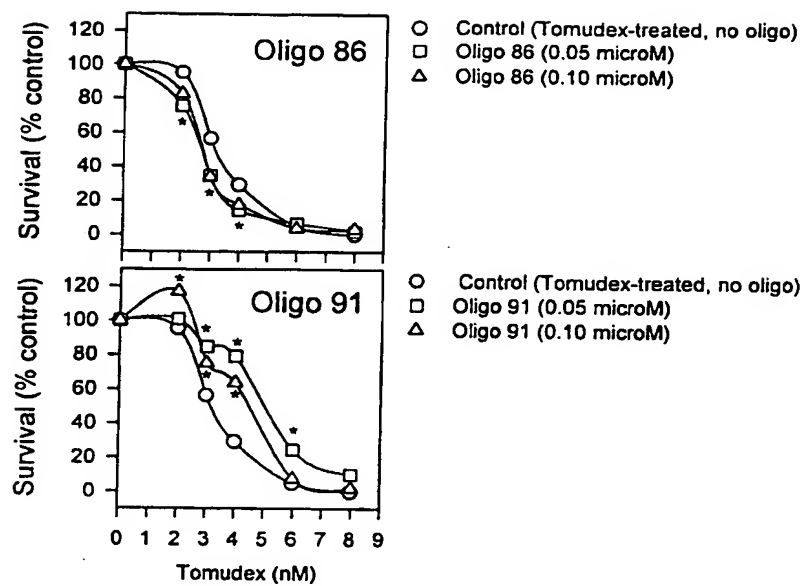 120
100
80
60
40
20
0
Survival (% control)
Oligo 86
*
*
*
Control (Tomudex-treated, no oligo)
Oligo 86 (0.05 microM)
Oligo 86 (0.10 microM)
120
100
80
60
40
20
0
Survival (% control)
Oligo 91
*
*
*
*
*
*
Control (Tomudex-treated, no oligo)
Oligo 91 (0.05 microM)
Oligo 91 (0.10 microM)
0 1 2 3 4 5 6 7 8 9
Tomudex (nM)